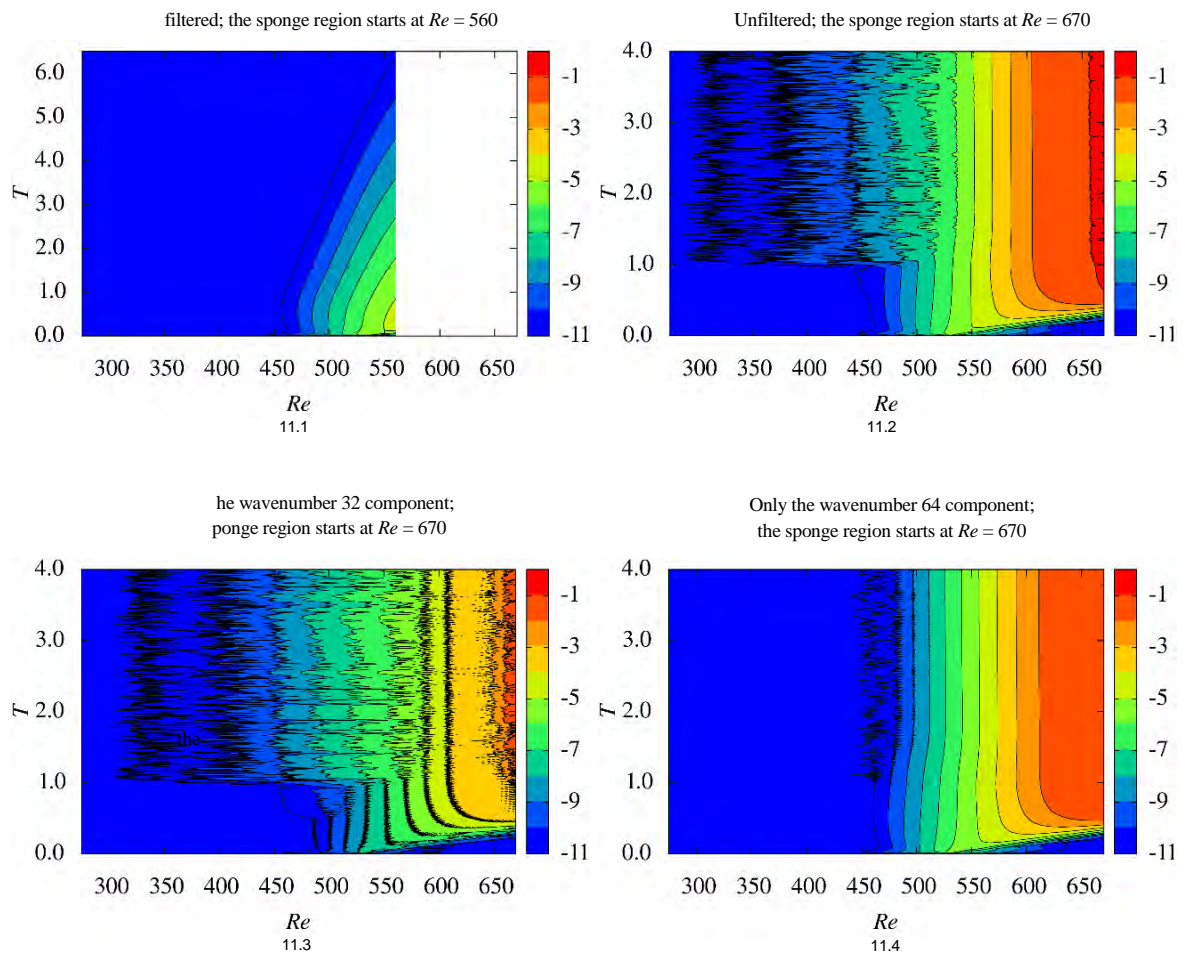 filtered; the sponge region starts at Re = 560
6.0
5.0
4.0
3.0
2.0
1.0
0.0
T
300 350 400 450 500 550 600 650
Re
11.1
-1
-3
-5
-7
-9
-11
Unfiltered; the sponge region starts at Re = 670
4.0
3.0
2.0
1.0
0.0
T
300 350 400 450 500 550 600 650
Re
11.2
-1
-3
-5
-7
-9
-11
he wavenumber 32 component;
ponge region starts at Re = 670
4.0
3.0
2.0
1.0
0.0
T
the
300 350 400 450 500 550 600 650
Re
11.3
-1
-3
-5
-7
-9
-11
Only the wavenumber 64 component;
the sponge region starts at Re = 670
4.0
3.0
2.0
1.0
0.0
T
300 350 400 450 500 550 600 650
Re
11.4
-1
-3
-5
-7
-9
-11